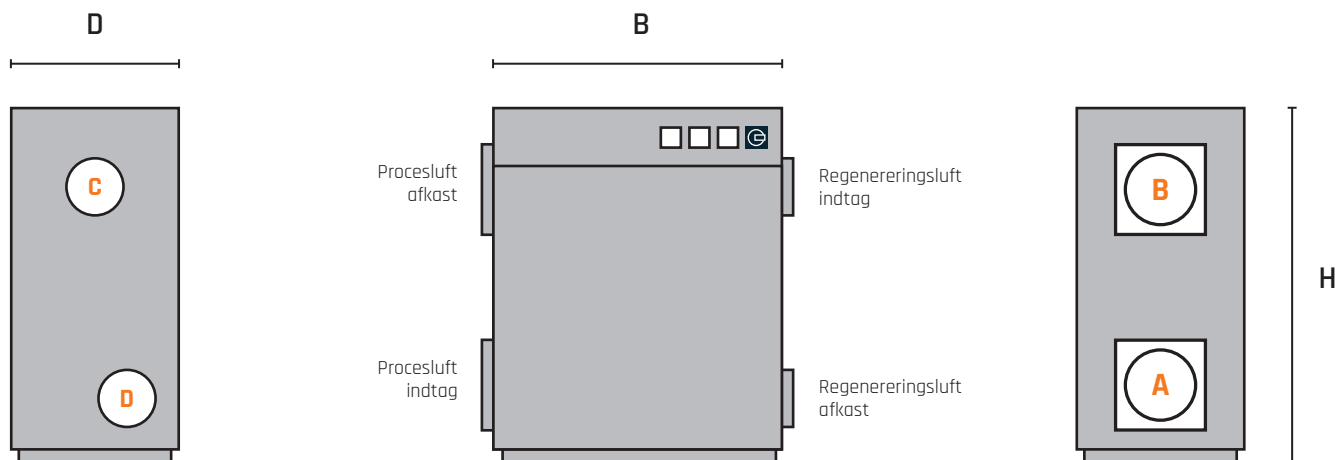 D
B
C
Procesluft
afkast
Regenereringsluft
indtag
B
H
Procesluft
indtag
D
Regenereringsluft
afkast
A